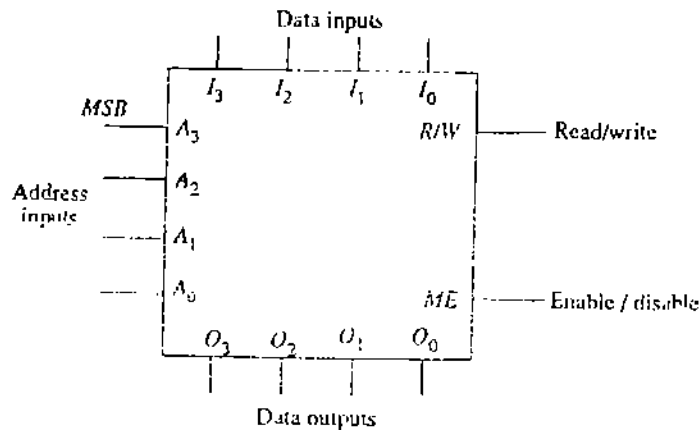 Data inputs
I3 I2 I1 I0
MSB
A3
R/W
Read/write
A2
Address
inputs
A1
A0
ME
Enable / disable
O3 O2 O1 O0
Data outputs